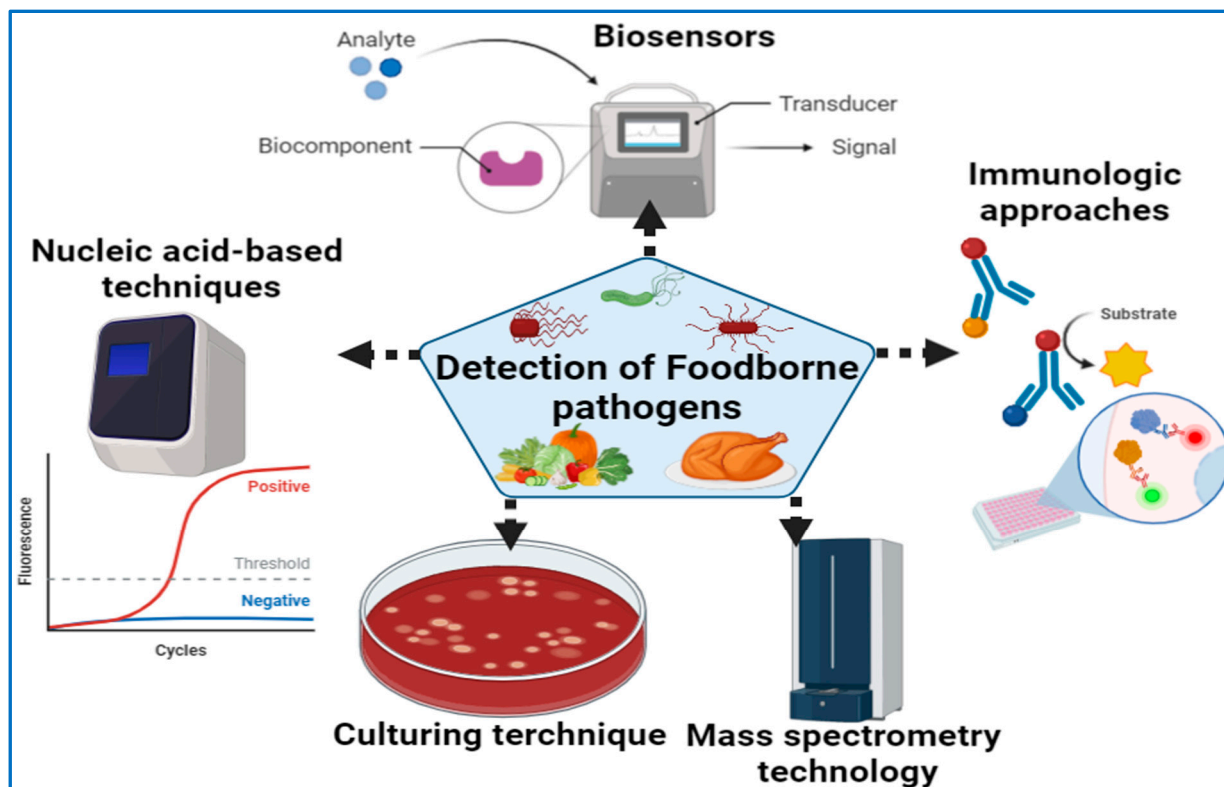 Biosensors
Analyte
Transducer
Biocomponent
Signal
Immunologic
approaches
Substrate
Nucleic acid-based
techniques
Detection of Foodborne
pathogens
Positive
Threshold
Negative
Fluorescence
Cycles
Culturing terchnique
Mass spectrometry
technology